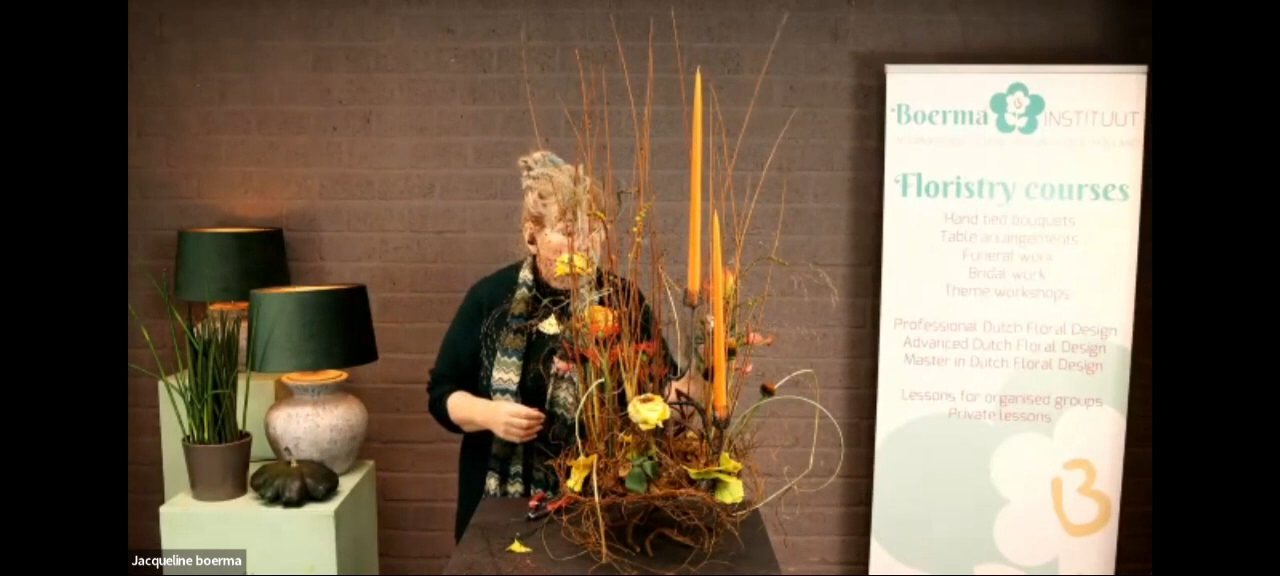 Boerma INSTITUUT
Floristry courses
Hand tied bouquets
Table arrangements
Funeral work
Bridal work
Theme workshops
Professional Dutch Floral Design
Advanced Dutch Floral Design
Master in Dutch Floral Design
Lessons for organised groups
Private lessons
B
Jacqueline boerma